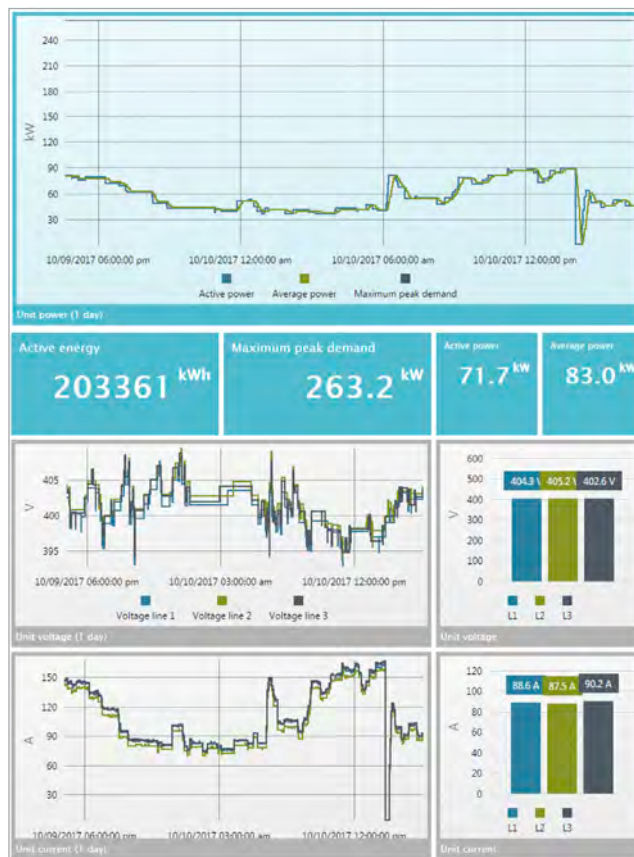 240
210
180
150
120
90
60
30
kW
10/09/2017 06:00:00 pm 10/10/2017 12:00:00 am 10/10/2017 06:00:00 am 10/10/2017 12:00:00 pm
Active power Average power Maximum peak demand
Unit power (1 day)
Active energy
203361 kWh
Maximum peak demand
263.2 kW
Active power
71.7 kW
Average power
83.0 kW
405
400
395
V
10/09/2017 06:00:00 pm 10/10/2017 03:00:00 am 10/10/2017 12:00:00 pm
Voltage line 1 Voltage line 2 Voltage line 3
Unit voltage (1 day)
600
500
400
300
200
100
0
V
404.3 V 405.2 V 402.6 V
L1 L2 L3
Unit voltage
150
120
90
60
30
A
10/09/2017 06:00:00 pm 10/10/2017 03:00:00 am 10/10/2017 12:00:00 pm
Unit current (1 day)
120
100
80
60
40
20
0
A
88.6 A 87.5 A 90.2 A
L1 L2 L3
Unit current